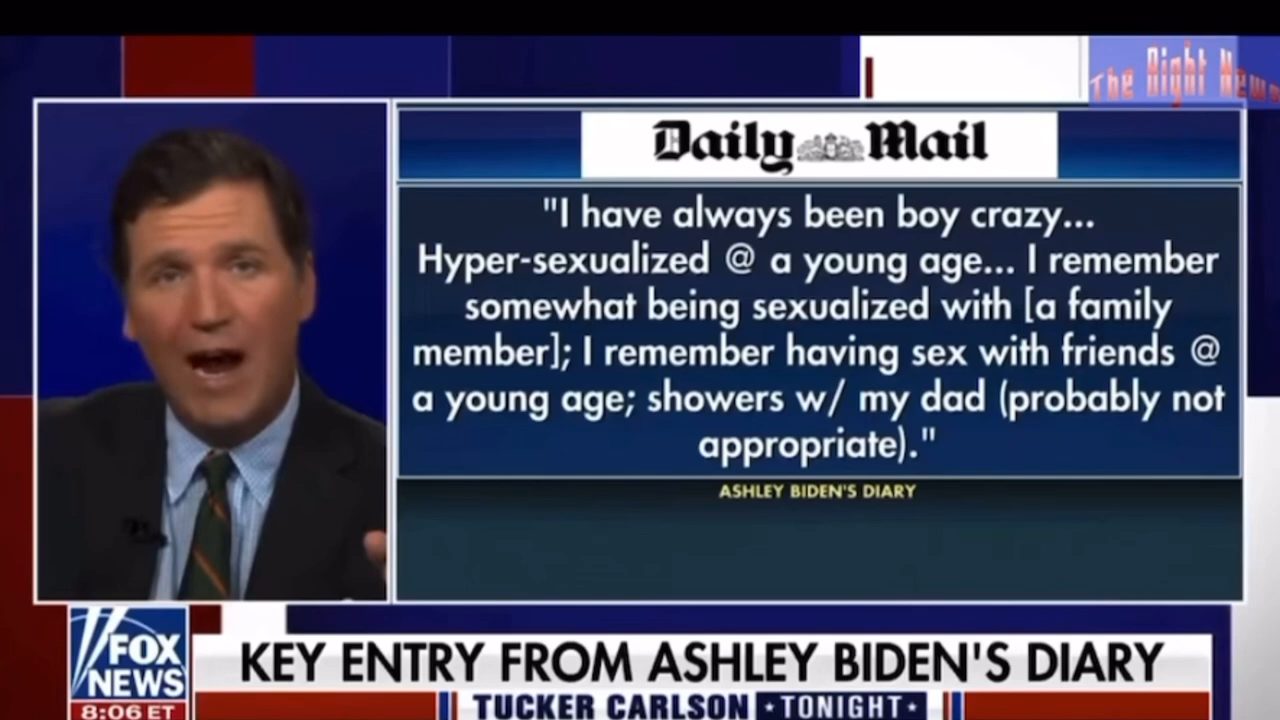 The Right News
Daily Mail
"I have always been boy crazy...
Hyper-sexualized @ a young age... I remember
somewhat being sexualized with [a family
member]; I remember having sex with friends @
a young age; showers w/ my dad (probably not
appropriate)."
ASHLEY BIDEN'S DIARY
FOX
NEWS
8:06 ET
KEY ENTRY FROM ASHLEY BIDEN'S DIARY
TUCKER CARLSON TONIGHT